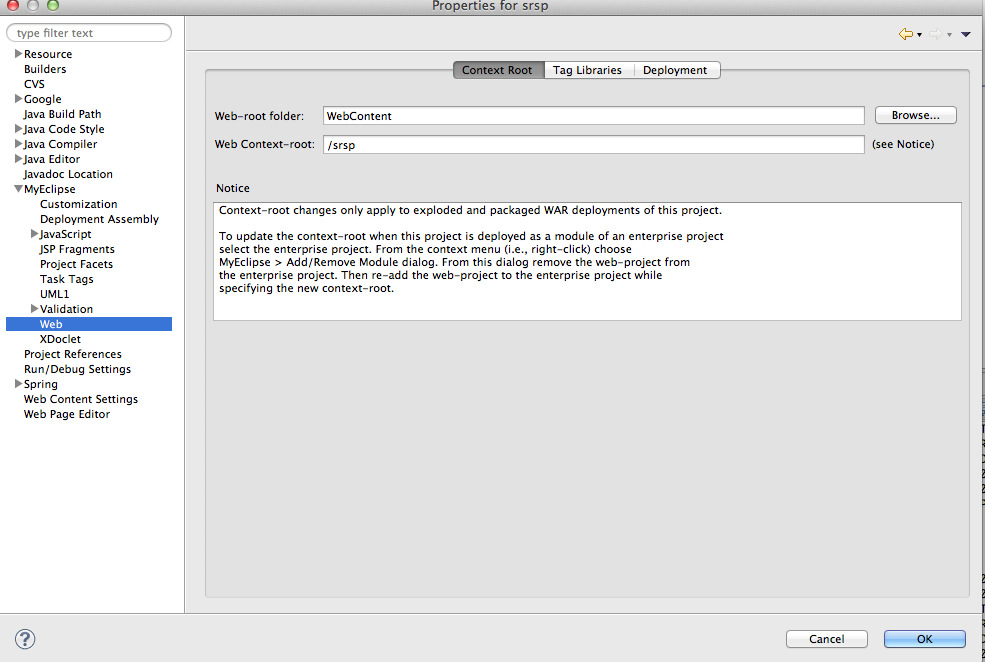 Properties for srsp
type filter text
Resource
Builders
CVS
Google
Java Build Path
Java Code Style
Java Compiler
Java Editor
Javadoc Location
MyEclipse
Customization
Deployment Assembly
JavaScript
JSP Fragments
Project Facets
Task Tags
UML1
Validation
Web
XDoclet
Project References
Run/Debug Settings
Spring
Web Content Settings
Web Page Editor
Context Root Tag Libraries Deployment
Web-root folder: WebContent Browse...
Web Context-root: /srsp (see Notice)
Notice
Context-root changes only apply to exploded and packaged WAR deployments of this project.
To update the context-root when this project is deployed as a module of an enterprise project
select the enterprise project. From the context menu (i.e., right-click) choose
MyEclipse > Add/Remove Module dialog. From this dialog remove the web-project from
the enterprise project. Then re-add the web-project to the enterprise project while
specifying the new context-root.
? Cancel OK